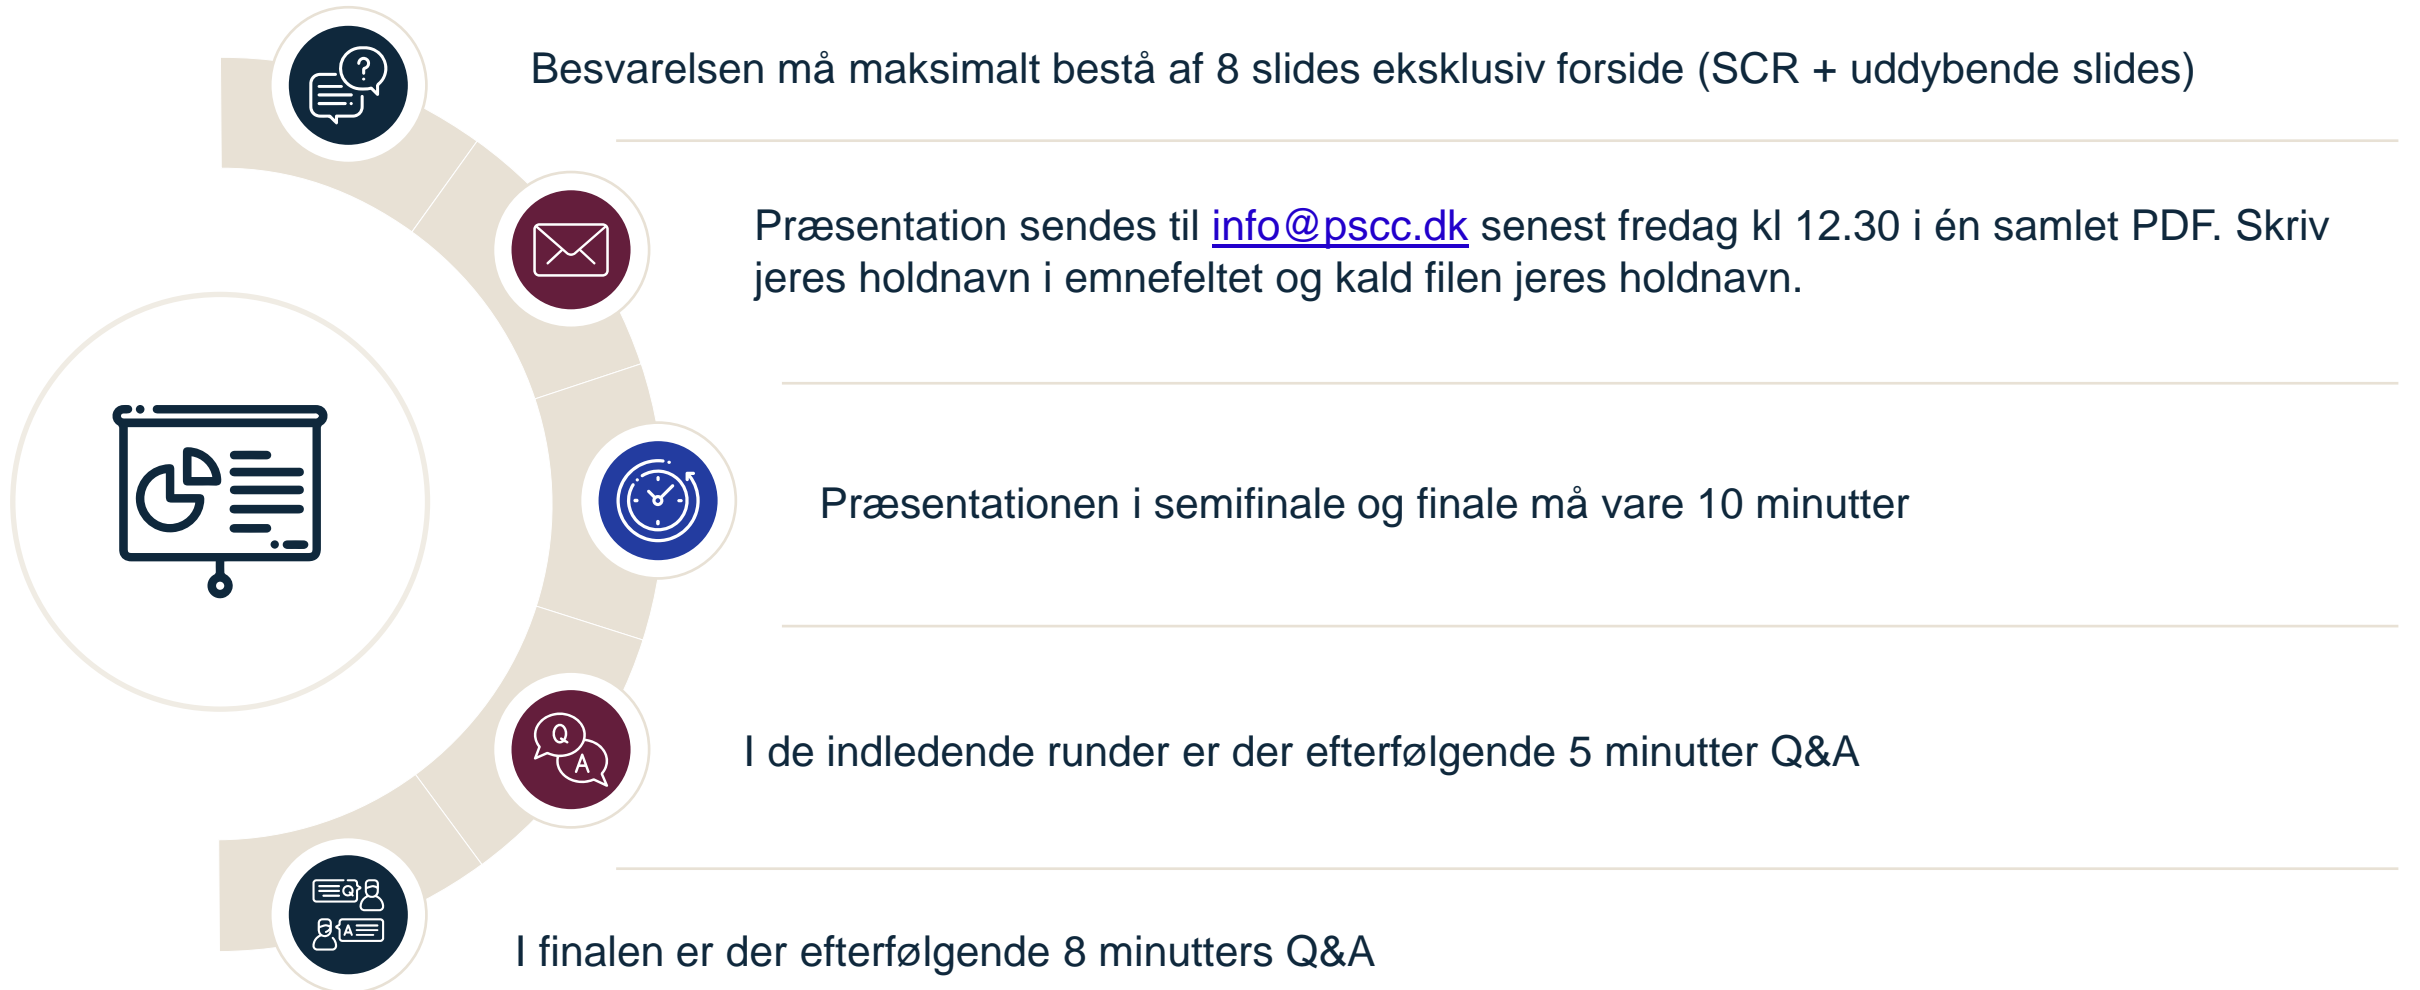 Besvarelsen må maksimalt bestå af 8 slides eksklusiv forside (SCR + uddybende slides)
Præsentation sendes til info@pscc.dk senest fredag kl 12.30 i én samlet PDF. Skriv
jeres holdnavn i emnefeltet og kald filen jeres holdnavn.
Præsentationen i semifinale og finale må vare 10 minutter
Q
A
I de indledende runder er der efterfølgende 5 minutter Q&A
Q
A
I finalen er der efterfølgende 8 minutters Q&A